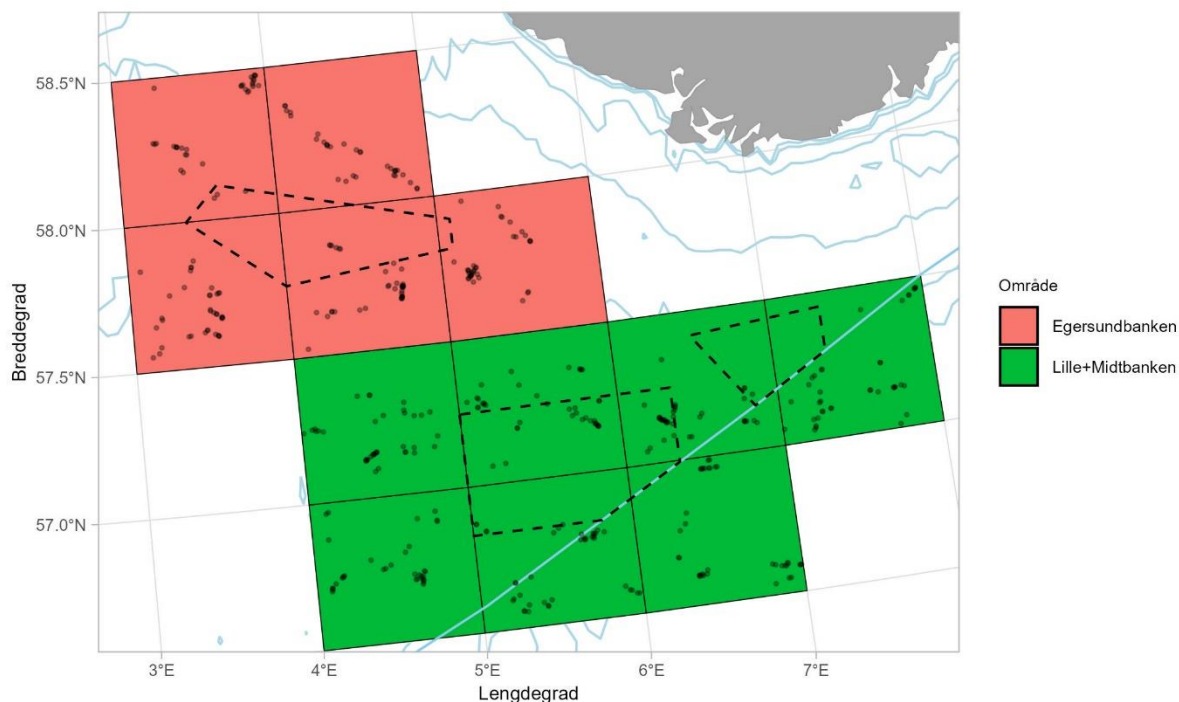 58.5°N
58.0°N
57.5°N
57.0°N
Breddegrad
3°E
4°E
5°E
6°E
7°E
Lengdegrad
Område
Egersundbanken
Lille+Midtbanken